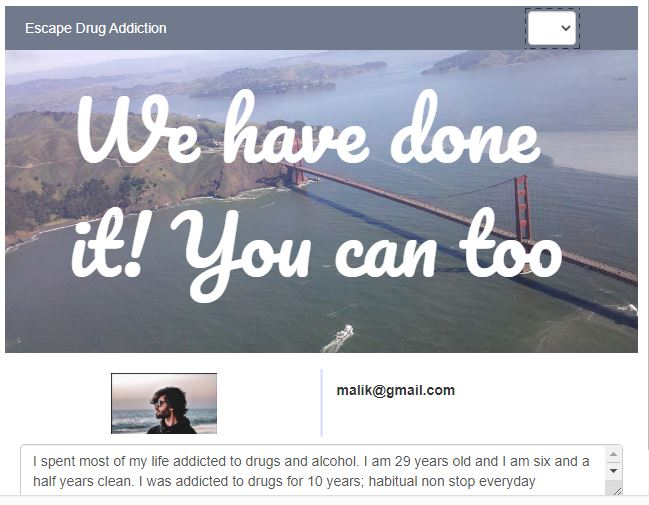 Escape Drug Addiction
We have done
it! You can too
malik@gmail.com
I spent most of my life addicted to drugs and alcohol. I am 29 years old and I am six and a
half years clean. I was addicted to drugs for 10 years; habitual non stop everyday